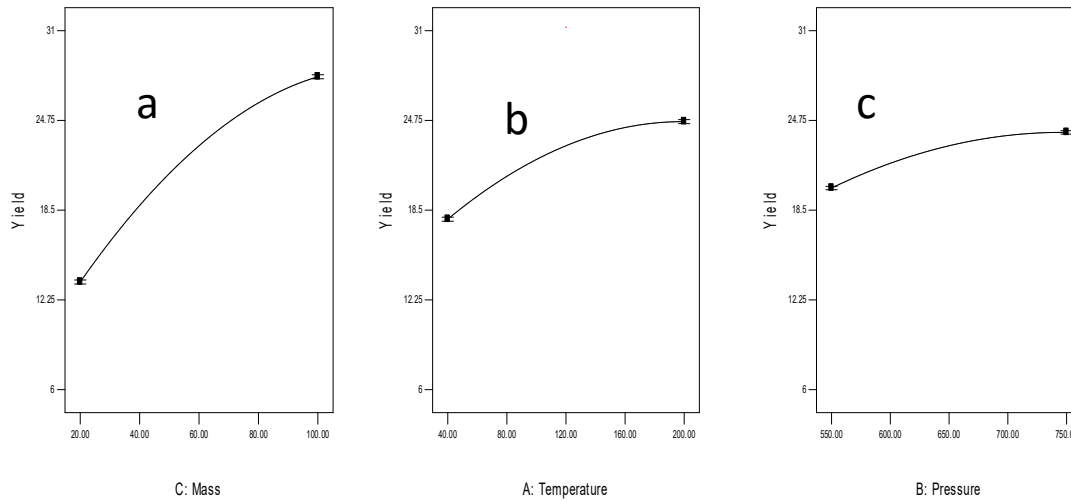 a
Yield
31
24.75
18.5
12.25
6
20.00 40.00 60.00 80.00 100.00
C: Mass
b
Yield
31
24.75
18.5
12.25
6
40.00 80.00 120.00 160.00 200.00
A: Temperature
c
Yield
31
24.75
18.5
12.25
6
550.00 600.00 650.00 700.00 750.00
B: Pressure